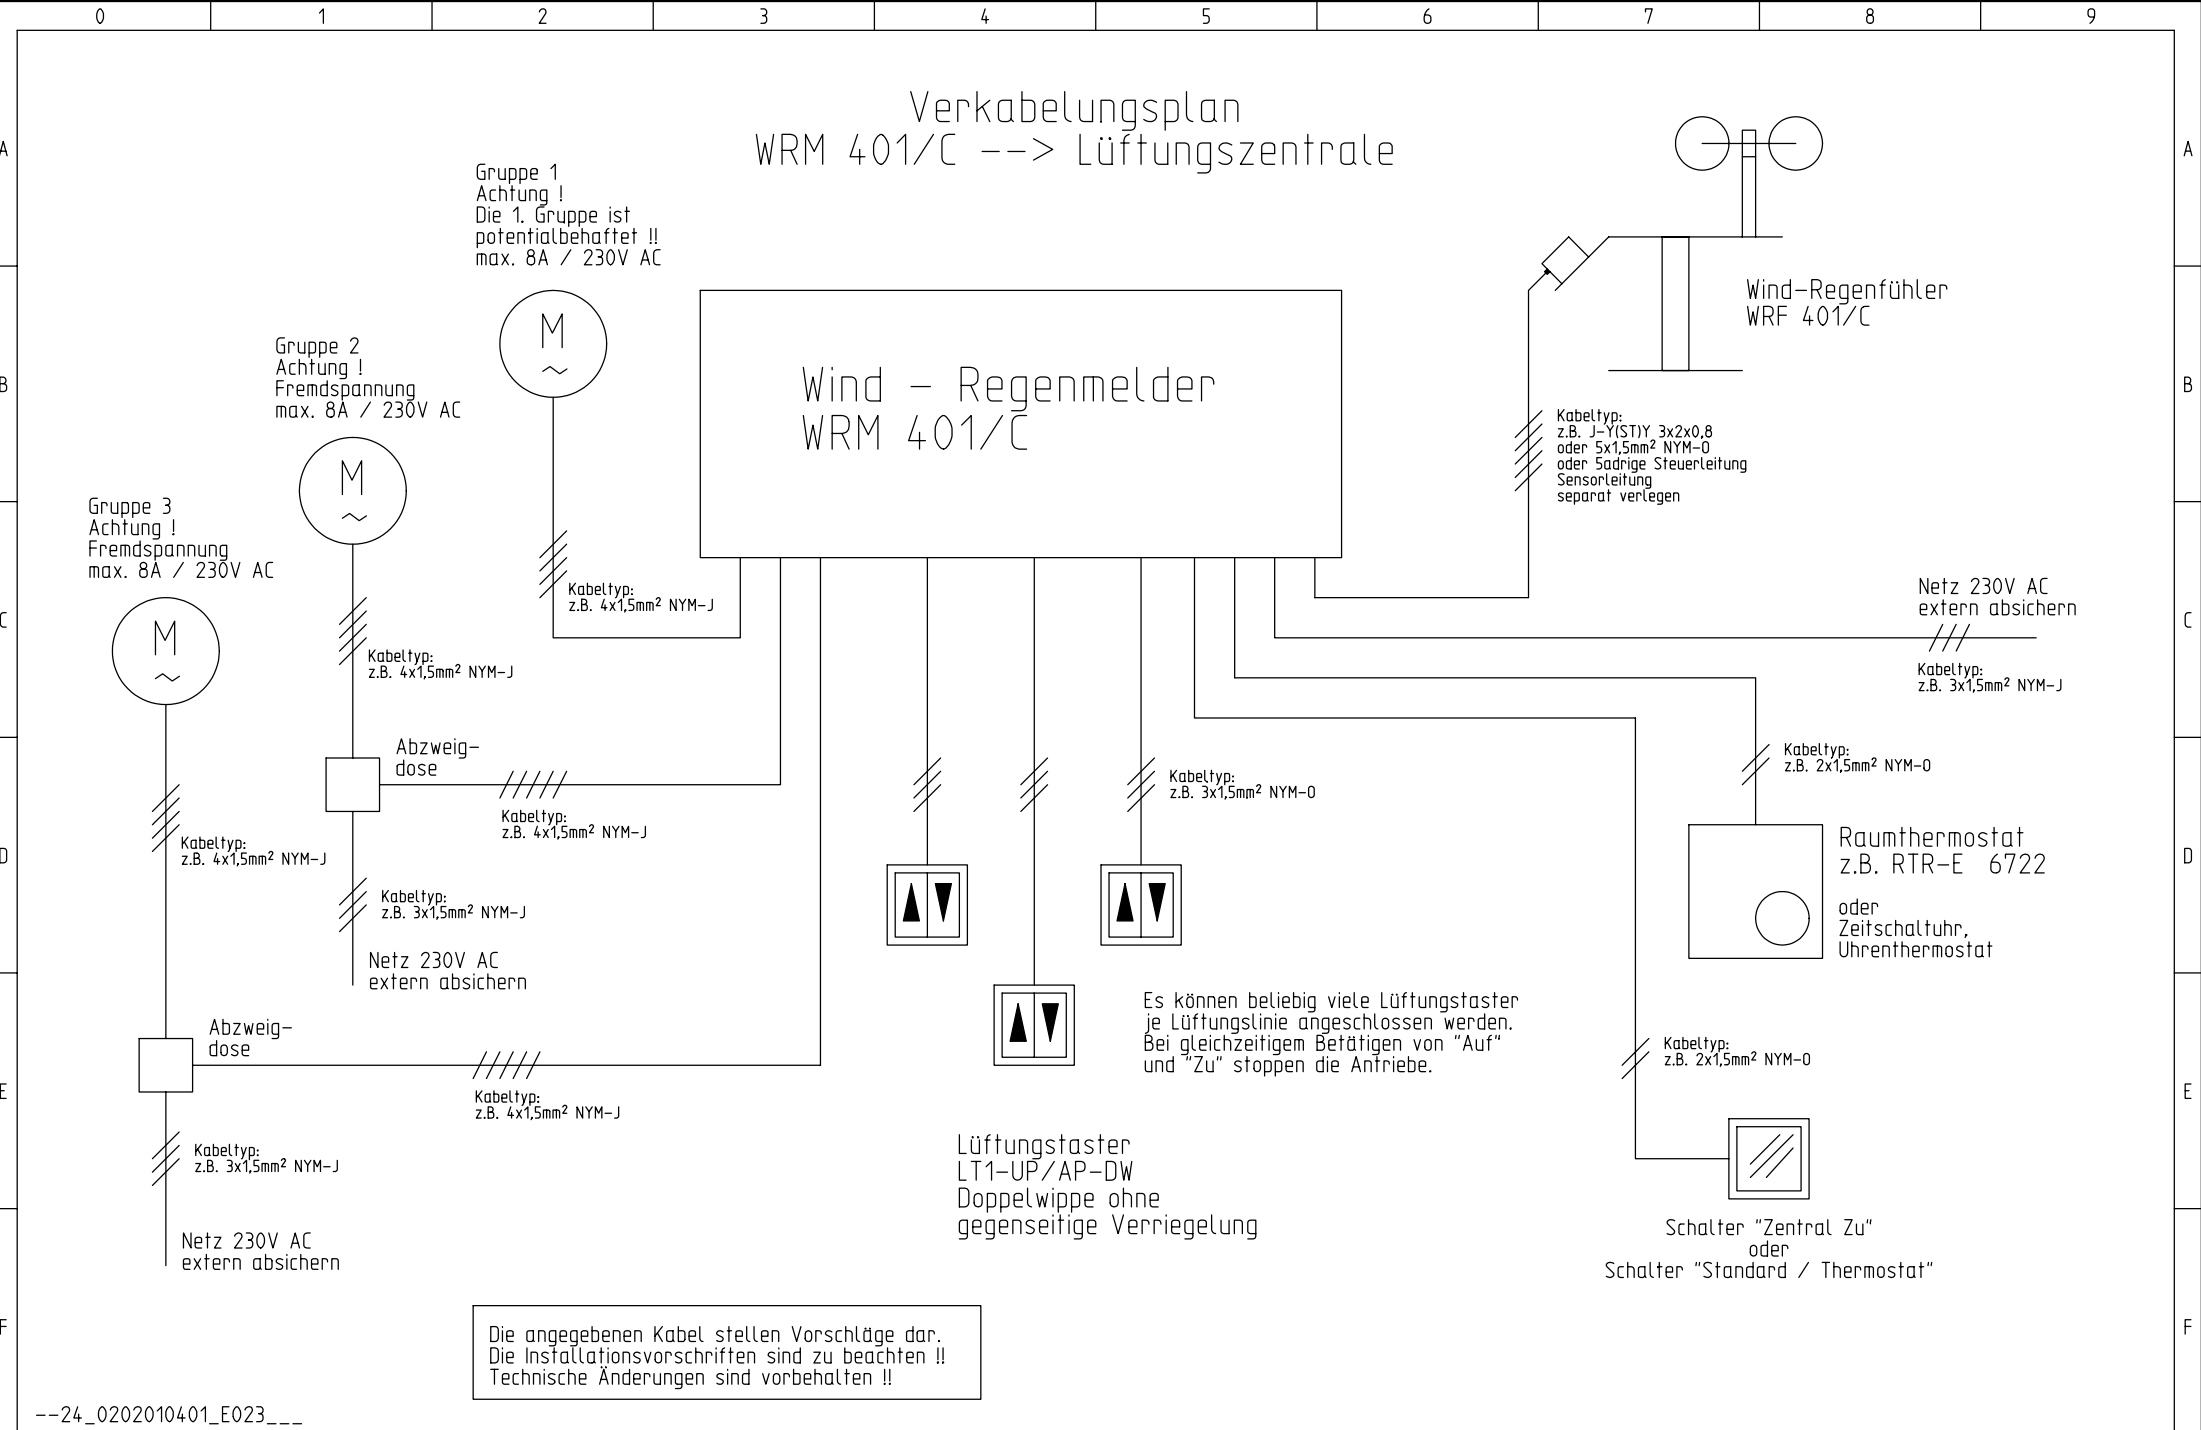 0 1 2 3 4 5 6 7 8 9
Verkabelungsplan
WRM 401/C --> Lüftungszentrale
A A
Gruppe 1
Achtung !
Die 1. Gruppe ist
potentialbehaftet !!
max. 8A / 230V AC
M
~
Wind-Regenfühler
WRF 401/C
Gruppe 2
Achtung !
Fremdspannung
max. 8A / 230V AC
M
~
B B
Wind - Regenmelder
WRM 401/C
Kabeltyp:
z.B. J-Y(ST)Y 3x2x0,8
oder 5x1,5mm² NYM-O
oder 5adrige Steuerleitung
Sensorleitung
separat verlegen
Gruppe 3
Achtung !
Fremdspannung
max. 8A / 230V AC
M
~
Kabeltyp:
z.B. 4x1,5mm² NYM-J
Netz 230V AC
extern absichern
C C
Kabeltyp:
z.B. 4x1,5mm² NYM-J
Kabeltyp:
z.B. 3x1,5mm² NYM-J
Abzweig-
dose
Kabeltyp:
z.B. 4x1,5mm² NYM-J
Kabeltyp:
z.B. 3x1,5mm² NYM-O
Kabeltyp:
z.B. 2x1,5mm² NYM-O
Kabeltyp:
z.B. 4x1,5mm² NYM-J
D D
Raumthermostat
z.B. RTR-E 6722
oder
Zeitschaltuhr,
Uhrenthermostat
Kabeltyp:
z.B. 3x1,5mm² NYM-J
Netz 230V AC
extern absichern
Abzweig-
dose
Es können beliebig viele Lüftungstaster
je Lüftungslinie angeschlossen werden.
Bei gleichzeitigem Betätigen von "Auf"
und "Zu" stoppen die Antriebe.
Kabeltyp:
z.B. 2x1,5mm² NYM-O
E E
Kabeltyp:
z.B. 4x1,5mm² NYM-J
Kabeltyp:
z.B. 3x1,5mm² NYM-J
Lüftungstaster
LT1-UP/AP-DW
Doppelwippe ohne
gegenseitige Verriegelung
Netz 230V AC
extern absichern
Schalter "Zentral Zu"
oder
Schalter "Standard / Thermostat"
F F
Die angegebenen Kabel stellen Vorschläge dar.
Die Installationsvorschriften sind zu beachten !!
Technische Änderungen sind vorbehalten !!
--24_0202010401_E023___